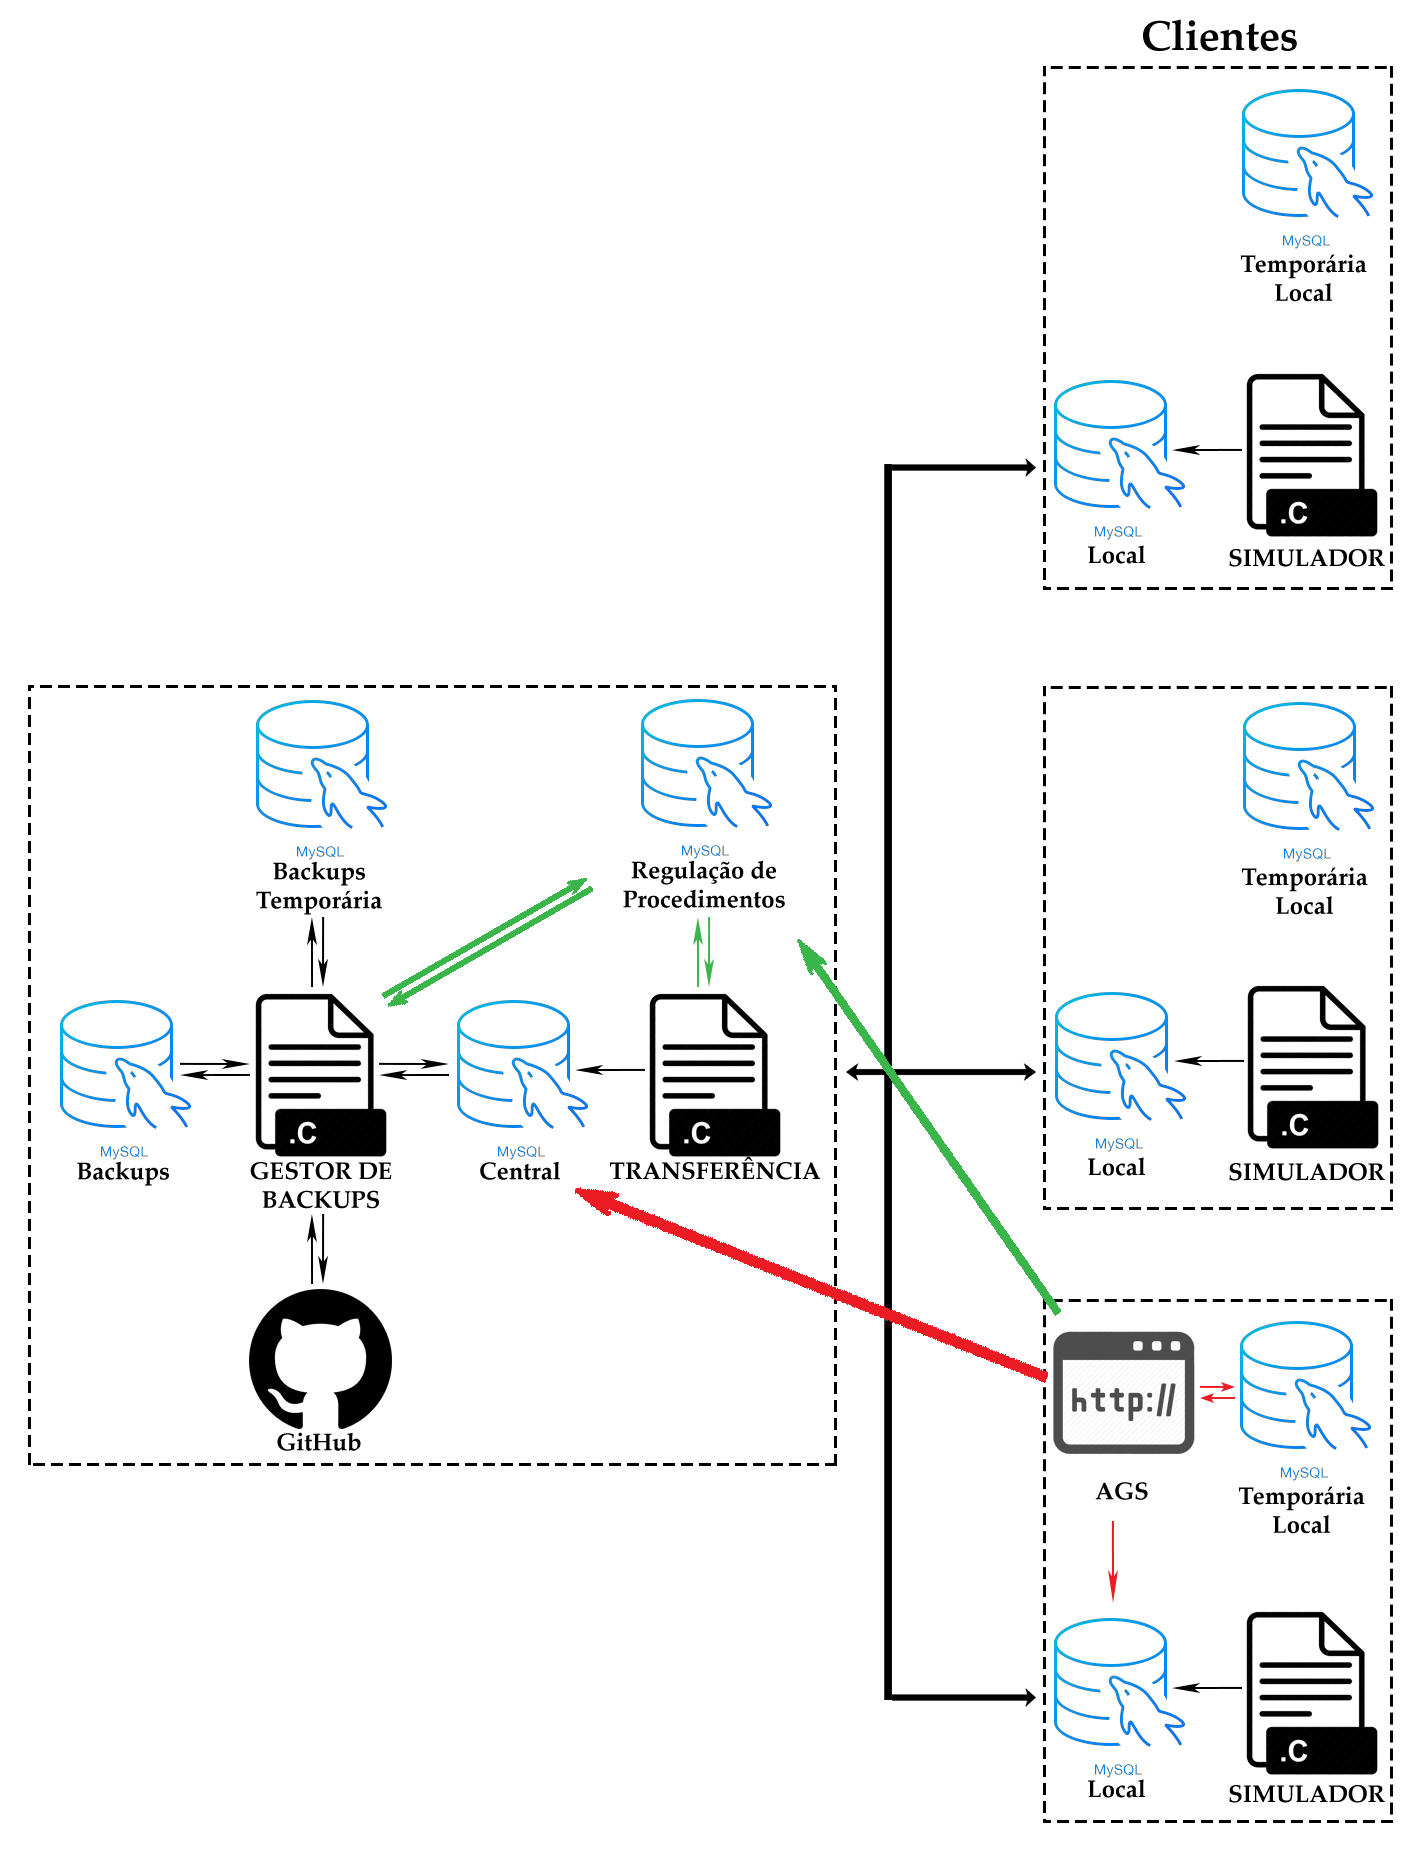 Clientes
MySQL
Temporária
Local
MySQL
Local
.C
SIMULADOR
MySQL
Backups
Temporária
MySQL
Regulação de
Procedimentos
MySQL
Backups
.C
GESTOR DE
BACKUPS
MySQL
Central
.C
TRANSFERÊNCIA
GitHub
MySQL
Temporária
Local
MySQL
Local
.C
SIMULADOR
http://
AGS
MySQL
Temporária
Local
MySQL
Local
.C
SIMULADOR